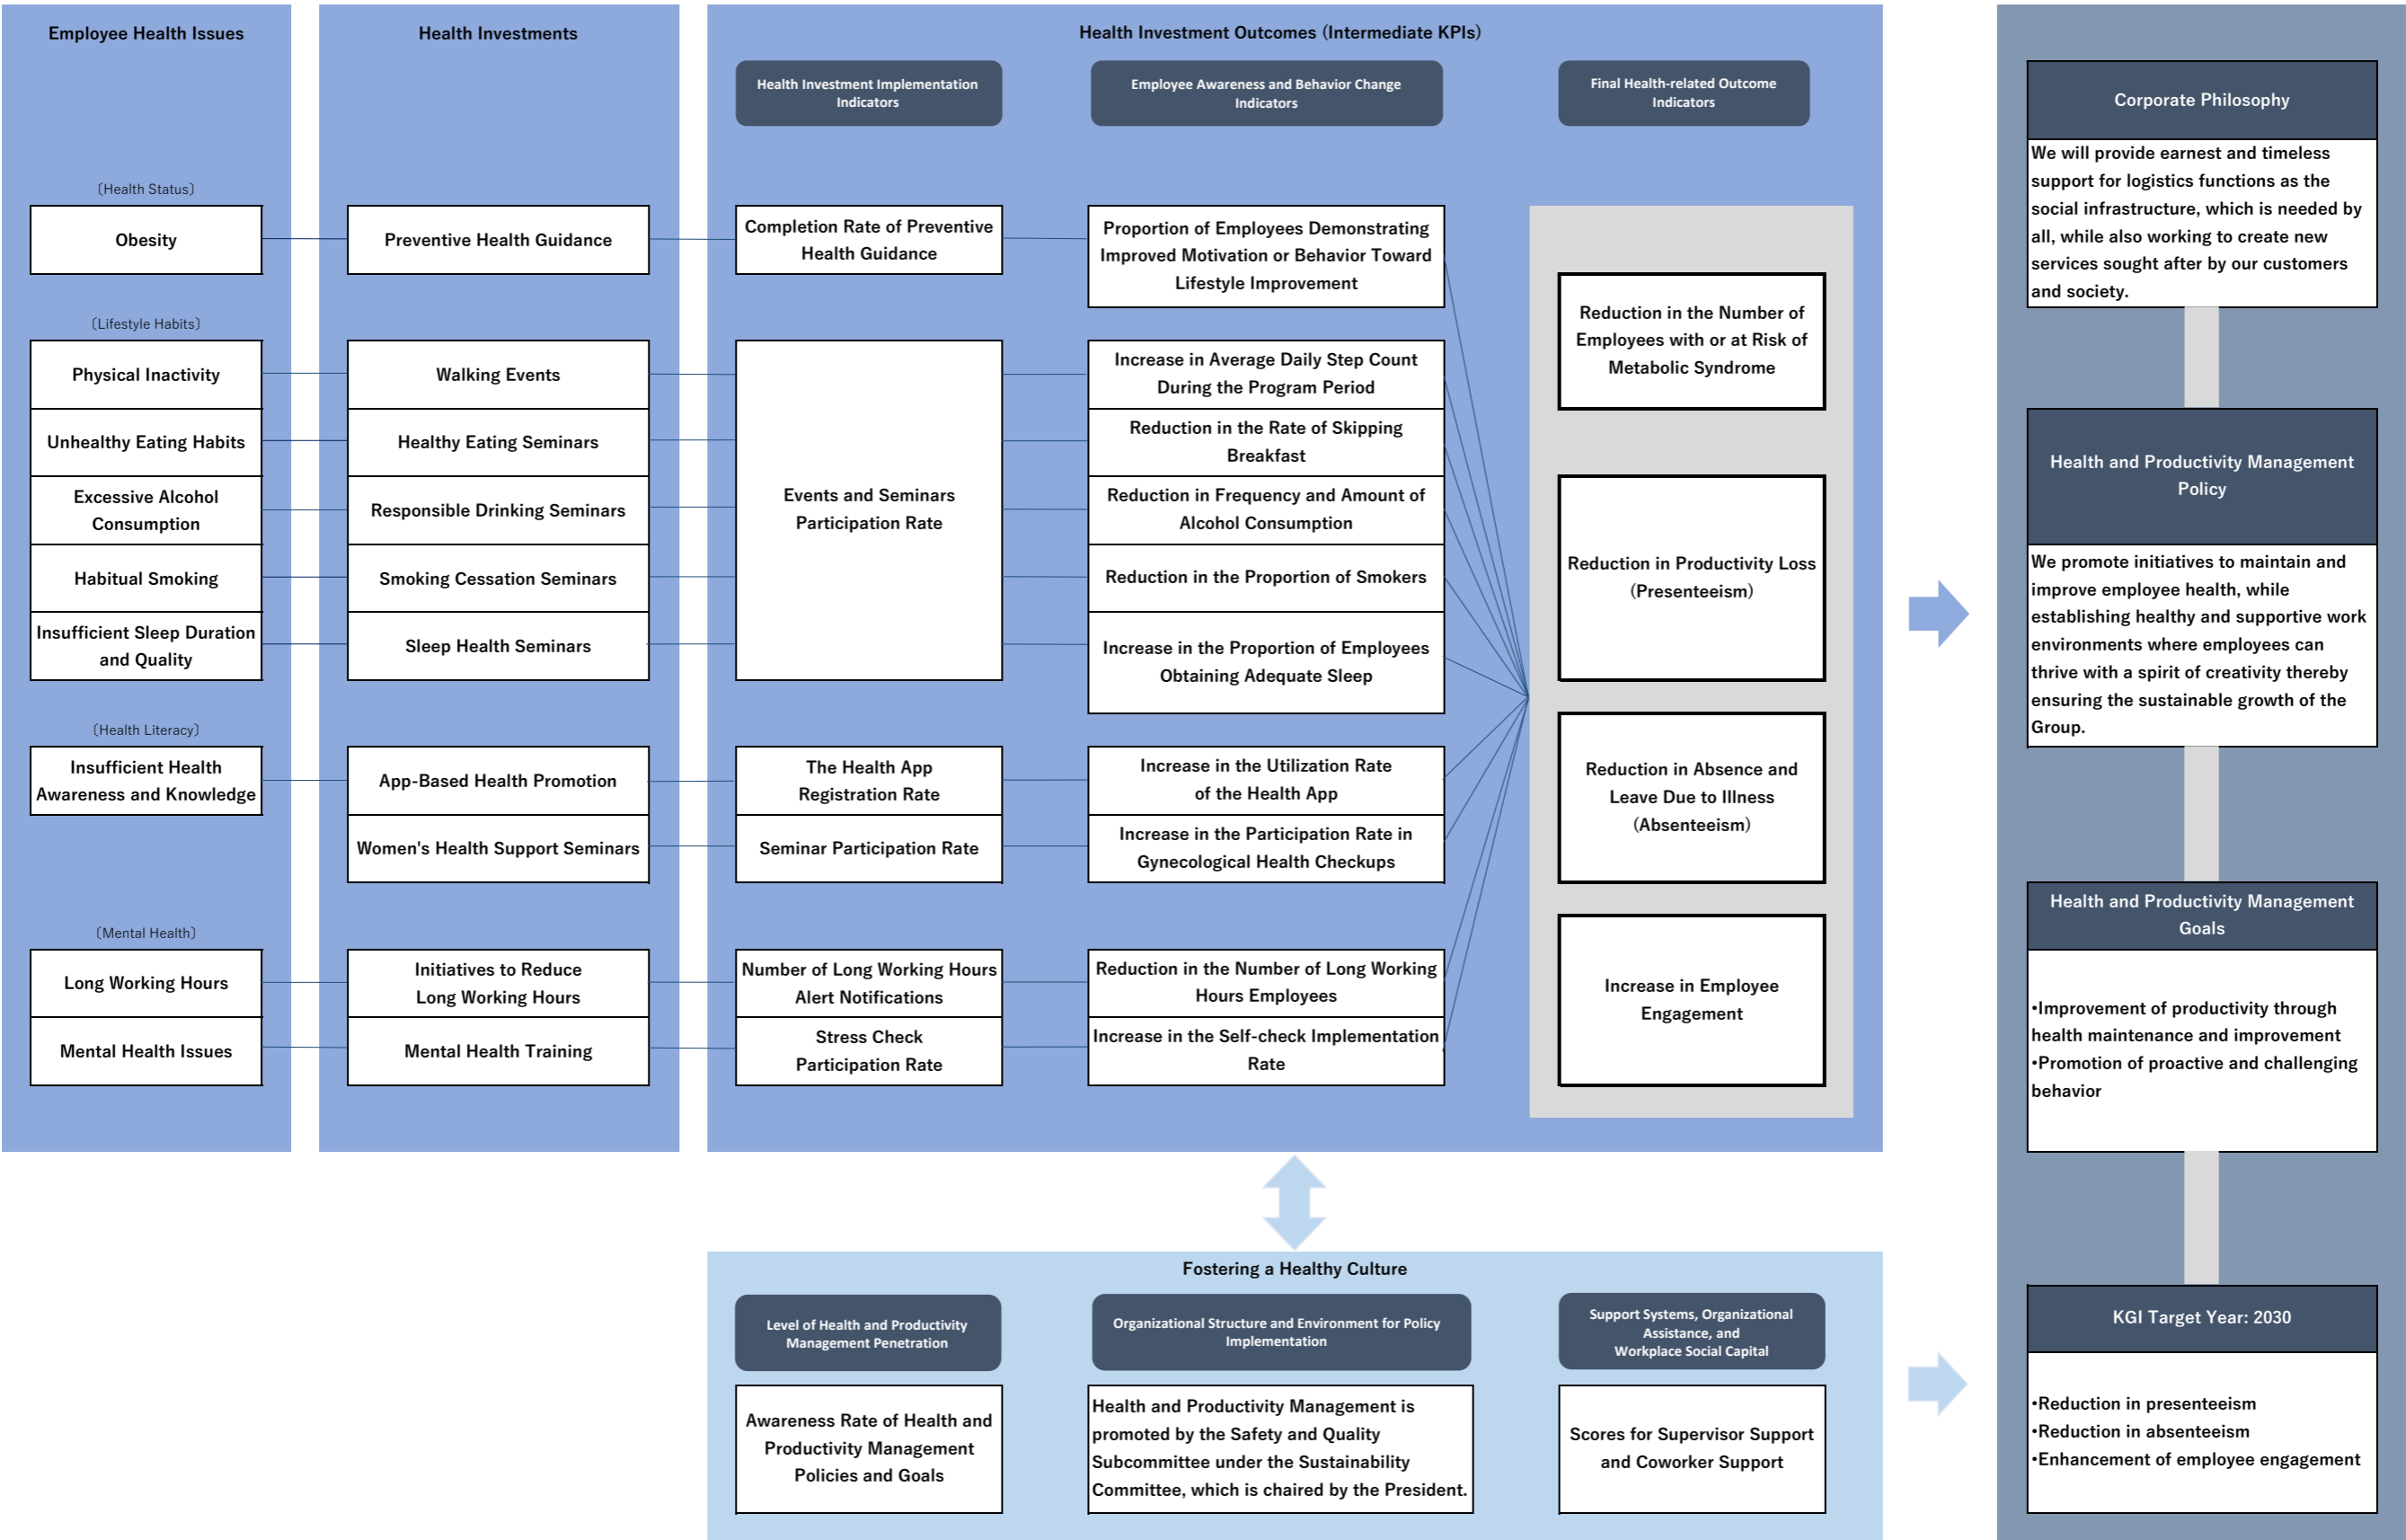 Employee Health Issues
Health Investments
Health Investment Outcomes (Intermediate KPIs)
Health Investment Implementation
Indicators
Employee Awareness and Behavior Change
Indicators
Final Health-related Outcome
Indicators
〔Health Status〕
Obesity
Preventive Health Guidance
Completion Rate of Preventive
Health Guidance
Proportion of Employees Demonstrating
Improved Motivation or Behavior Toward
Lifestyle Improvement
〔Lifestyle Habits〕
Physical Inactivity
Walking Events
Events and Seminars
Participation Rate
Increase in Average Daily Step Count
During the Program Period
Unhealthy Eating Habits
Healthy Eating Seminars
Reduction in the Rate of Skipping
Breakfast
Excessive Alcohol
Consumption
Responsible Drinking Seminars
Reduction in Frequency and Amount of
Alcohol Consumption
Habitual Smoking
Smoking Cessation Seminars
Reduction in the Proportion of Smokers
Insufficient Sleep Duration
and Quality
Sleep Health Seminars
Increase in the Proportion of Employees
Obtaining Adequate Sleep
〔Health Literacy〕
Insufficient Health
Awareness and Knowledge
App-Based Health Promotion
The Health App
Registration Rate
Increase in the Utilization Rate
of the Health App
Women's Health Support Seminars
Seminar Participation Rate
Increase in the Participation Rate in
Gynecological Health Checkups
〔Mental Health〕
Long Working Hours
Initiatives to Reduce
Long Working Hours
Number of Long Working Hours
Alert Notifications
Reduction in the Number of Long Working
Hours Employees
Mental Health Issues
Mental Health Training
Stress Check
Participation Rate
Increase in the Self-check Implementation
Rate
Reduction in the Number of
Employees with or at Risk of
Metabolic Syndrome
Reduction in Productivity Loss
(Presenteeism)
Reduction in Absence and
Leave Due to Illness
(Absenteeism)
Increase in Employee
Engagement
Fostering a Healthy Culture
Level of Health and Productivity
Management Penetration
Organizational Structure and Environment for Policy
Implementation
Support Systems, Organizational
Assistance, and
Workplace Social Capital
Awareness Rate of Health and
Productivity Management
Policies and Goals
Health and Productivity Management is
promoted by the Safety and Quality
Subcommittee under the Sustainability
Committee, which is chaired by the President.
Scores for Supervisor Support
and Coworker Support
Corporate Philosophy
We will provide earnest and timeless
support for logistics functions as the
social infrastructure, which is needed by
all, while also working to create new
services sought after by our customers
and society.
Health and Productivity Management
Policy
We promote initiatives to maintain and
improve employee health, while
establishing healthy and supportive work
environments where employees can
thrive with a spirit of creativity thereby
ensuring the sustainable growth of the
Group.
Health and Productivity Management
Goals
•Improvement of productivity through
health maintenance and improvement
•Promotion of proactive and challenging
behavior
KGI Target Year: 2030
•Reduction in presenteeism
•Reduction in absenteeism
•Enhancement of employee engagement